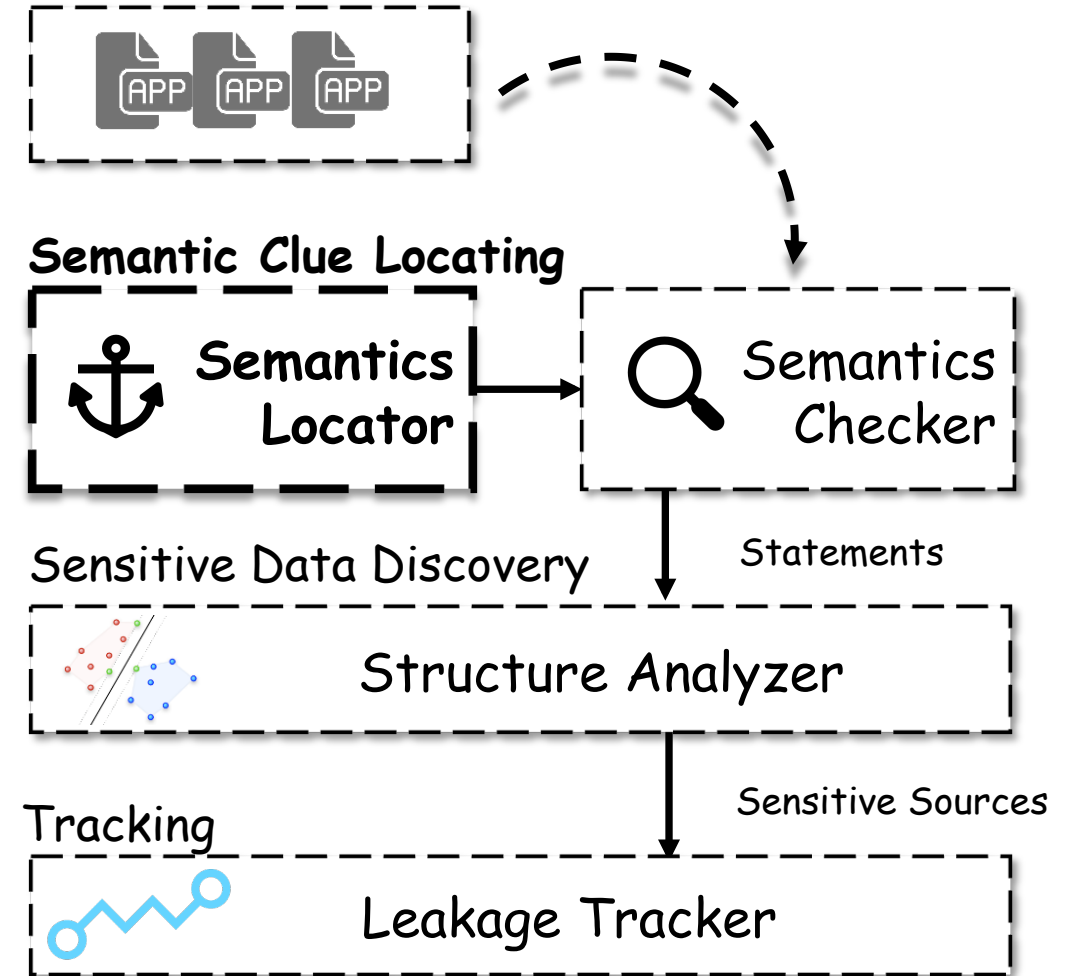 APP APP APP
Semantic Clue Locating
Semantics
Locator
Semantics
Checker
Sensitive Data Discovery
Statements
Structure Analyzer
Sensitive Sources
Tracking
Leakage Tracker